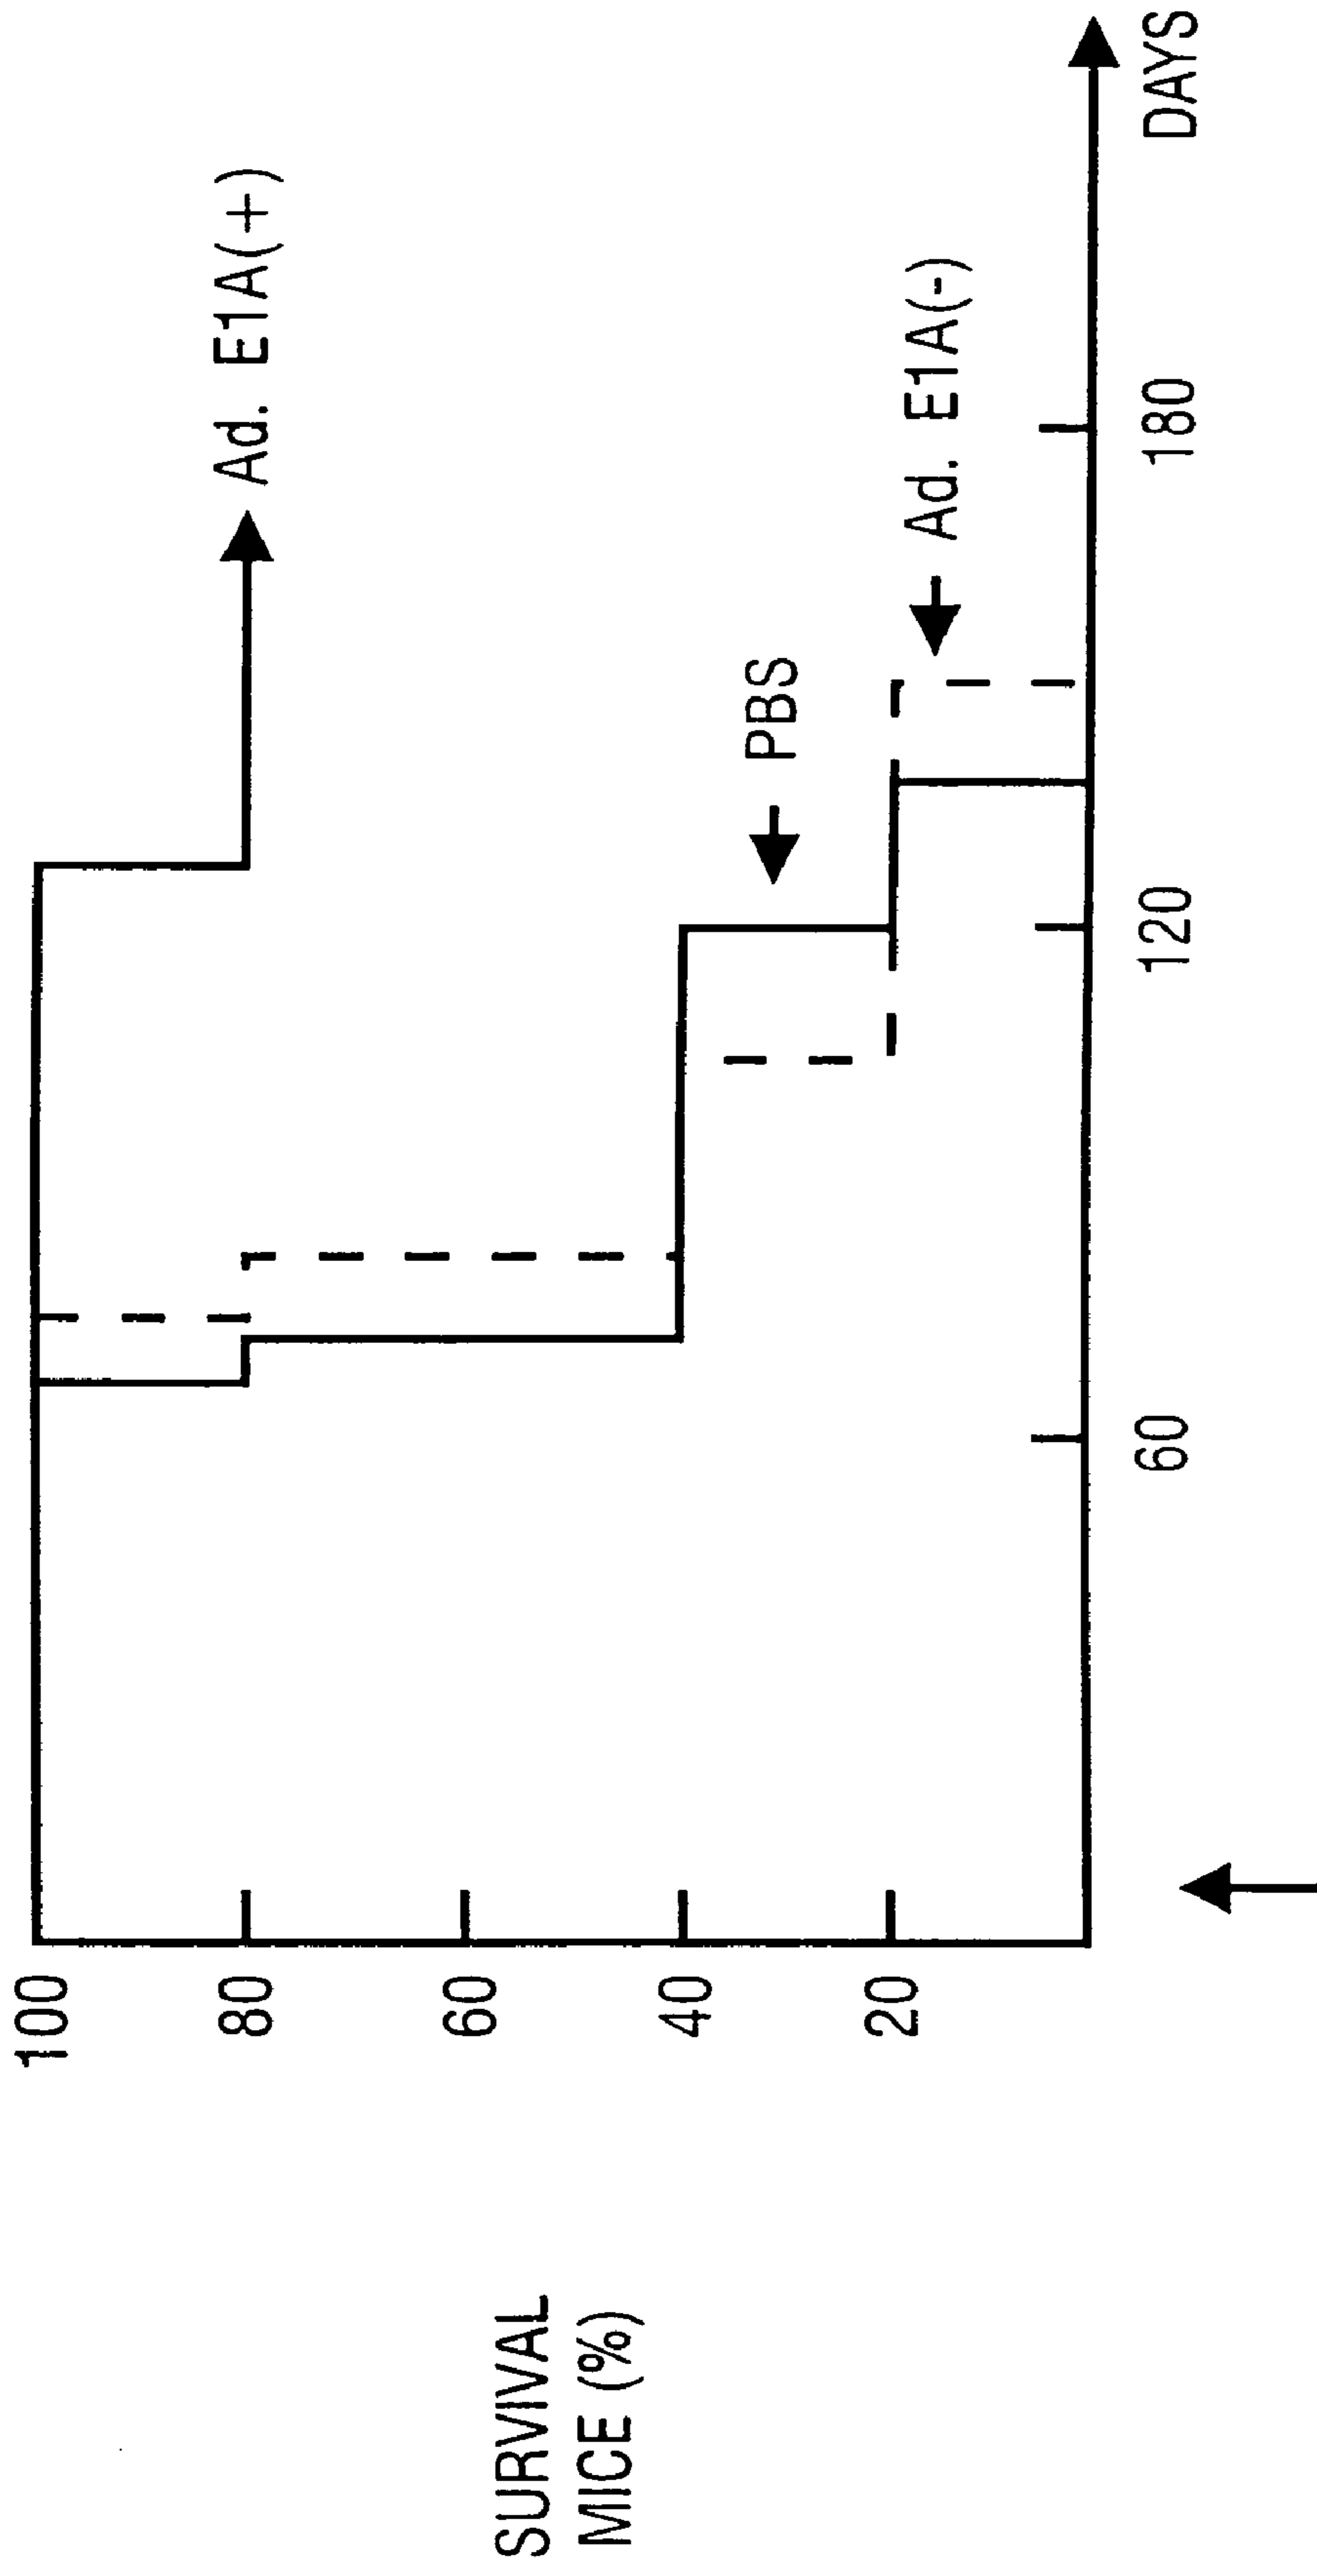 SURVIVAL
MICE (%)
100
80
60
40
20
Ad. E1A(+)
PBS
Ad. E1A(-)
60
120
180
DAYS